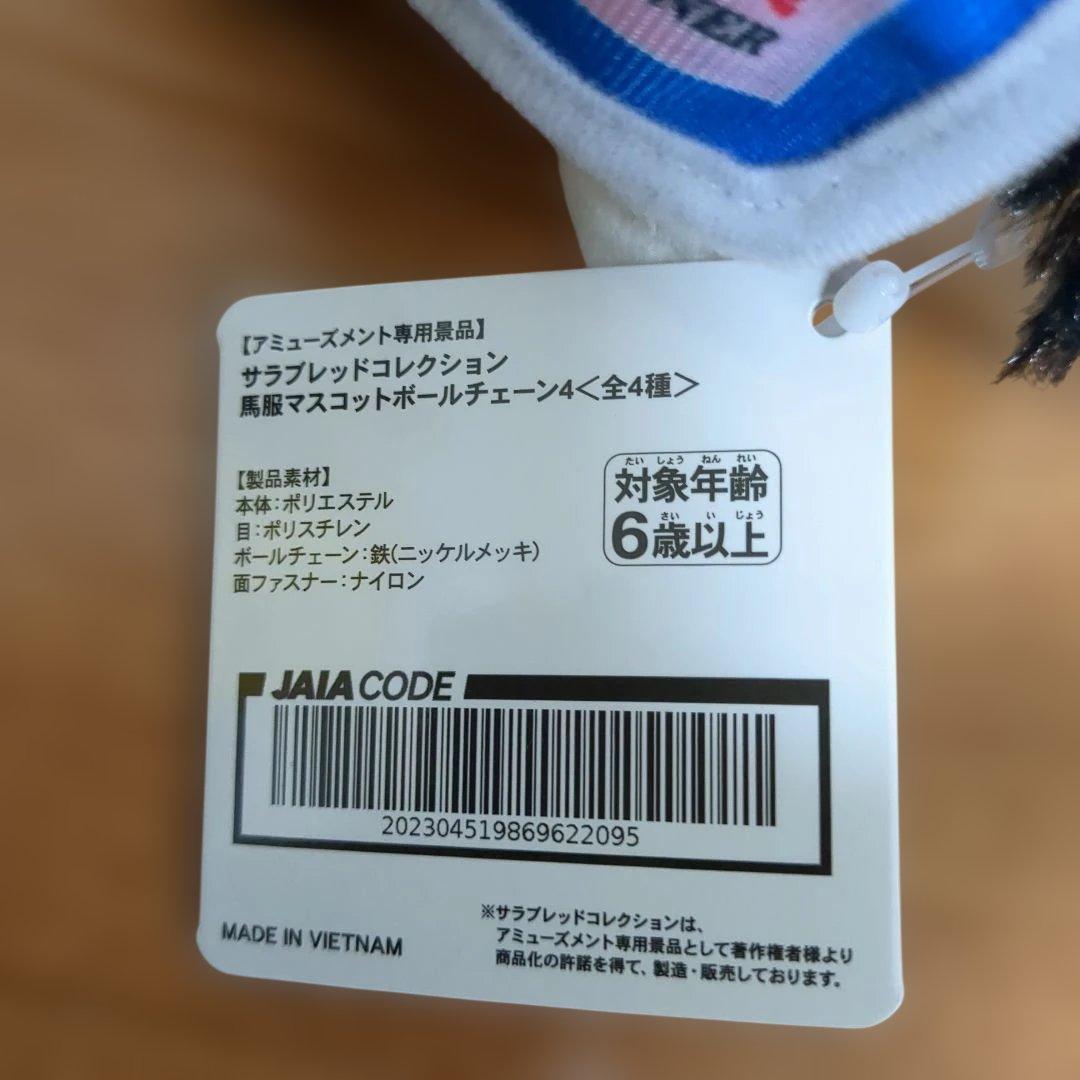 【アミューズメント専用景品】
サラブレッドコレクション
馬服マスコットボールチェーン4＜全4種＞
【製品素材】
本体：ポリエステル
目：ポリスチレン
ボールチェーン：鉄(ニッケルメッキ)
面ファスナー：ナイロン
たい しょう ねん れい
対象年齢
さい い じょう
6歳以上
JAIA CODE
202304519869622095
MADE IN VIETNAM
※サラブレッドコレクションは、
アミューズメント専用景品として著作権者様より
商品化の許諾を得て、製造・販売しております。